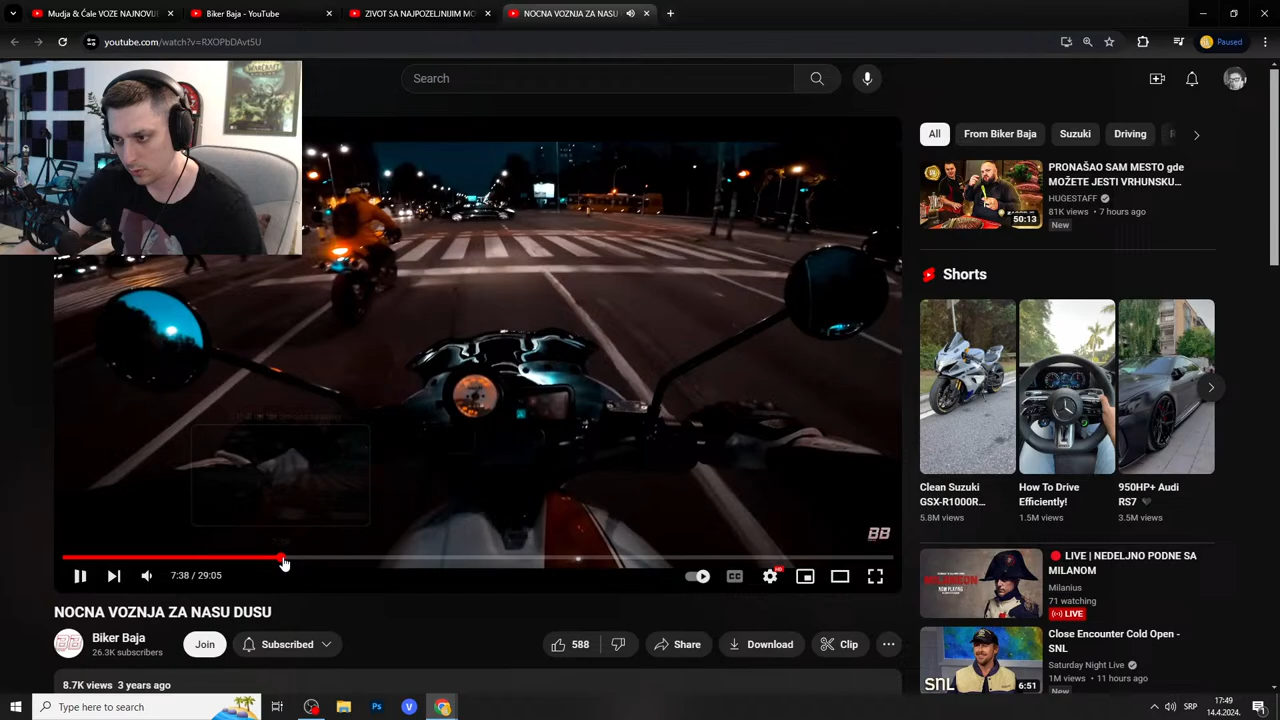 Mudja & Ćale VOZE NAJNOVIJ
Biker Baja - YouTube
ZIVOT SA NAJPOZELJNIJIM MO
NOCNA VOZNJA ZA NASU
youtube.com/watch?v=RXOPbDAvt5U
Paused
Search
WARCRAFT
All
From Biker Baja
Suzuki
Driving
PRONAŠAO SAM MESTO gde
MOŽETE JESTI VRHUNSKU...
HUGESTAFF
81K views • 7 hours ago
New
50:13
Shorts
Clean Suzuki
GSX-R1000R...
5.8M views
How To Drive
Efficiently!
1.5M views
950HP+ Audi
RS7
3.5M views
BB
7:38 / 29:05
CC
HD
NOCNA VOZNJA ZA NASU DUSU
Biker Baja
26.3K subscribers
Join
Subscribed
588
Share
Download
Clip
8.7K views 3 years ago
LIVE | NEDELJNO PODNE SA
MILANOM
Milanius
71 watching
LIVE
Close Encounter Cold Open -
SNL
Saturday Night Live
1M views • 11 hours ago
New
SNL
6:51
Type here to search
Ps
SRP
17:49
14.4.2024.